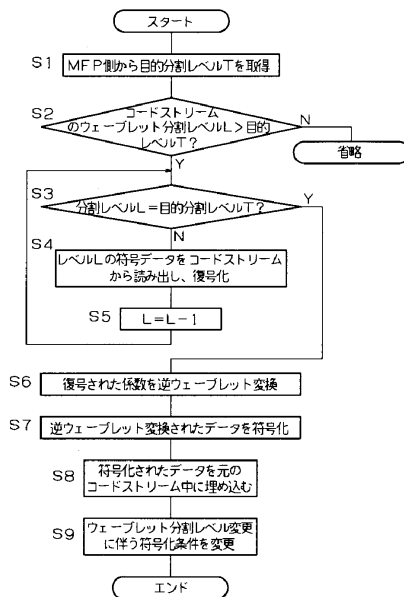 スタート
S1
MFP側から目的分割レベルTを取得
S2
コードストリーム
のウェーブレット分割レベルL>目的
レベルT?
N
省略
Y
S3
分割レベルL=目的分割レベルT?
Y
N
S4
レベルLの符号データをコードストリーム
から読み出し、復号化
S5
L=L-1
S6
復号された係数を逆ウェーブレット変換
S7
逆ウェーブレット変換されたデータを符号化
S8
符号化されたデータを元の
コードストリーム中に埋め込む
S9
ウェーブレット分割レベル変更
に伴う符号化条件を変更
エンド